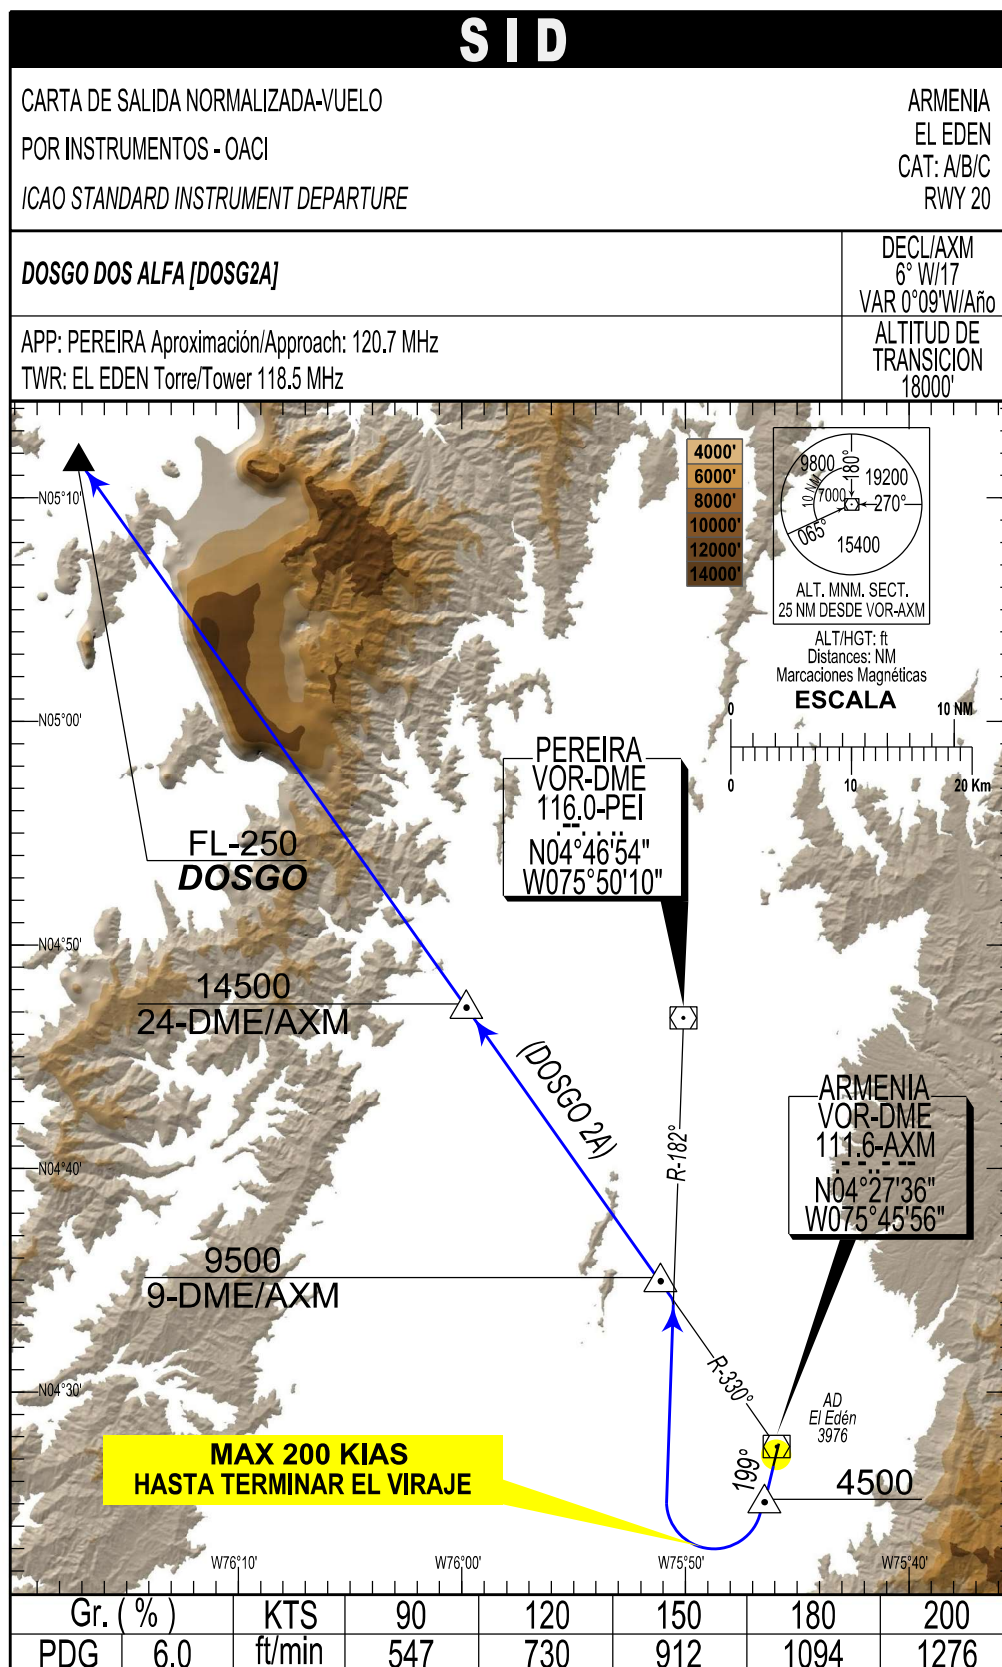 SID
CARTA DE SALIDA NORMALIZADA-VUELO
POR INSTRUMENTOS - OACI
ICAO STANDARD INSTRUMENT DEPARTURE
ARMENIA
EL EDEN
CAT: A/B/C
RWY 20
DOSGO DOS ALFA [DOSG2A]
DECL/AXM
6° W/17
VAR 0°09'W/Año
APP: PEREIRA Aproximación/Approach: 120.7 MHz
TWR: EL EDEN Torre/Tower 118.5 MHz
ALTITUD DE
TRANSICION
18000'
4000'
6000'
8000'
10000'
12000'
14000'
9800
180°
19200
10 NM
7000
270°
065°
15400
ALT. MNM. SECT.
25 NM DESDE VOR-AXM
ALT/HGT: ft
Distances: NM
Marcaciones Magnéticas
ESCALA
0
10 NM
0
10
20 Km
N05°10'
N05°00'
N04°50'
N04°40'
N04°30'
PEREIRA
VOR-DME
116.0-PEI
N04°46'54"
W075°50'10"
FL-250
DOSGO
14500
24-DME/AXM
(DOSGO 2A)
R-182°
ARMENIA
VOR-DME
111.6-AXM
N04°27'36"
W075°45'56"
9500
9-DME/AXM
R-330°
AD
El Edén
3976
MAX 200 KIAS
HASTA TERMINAR EL VIRAJE
199°
4500
W76°10'
W76°00'
W75°50'
W75°40'
Gr. ( % )
KTS
90
120
150
180
200
PDG
6.0
ft/min
547
730
912
1094
1276